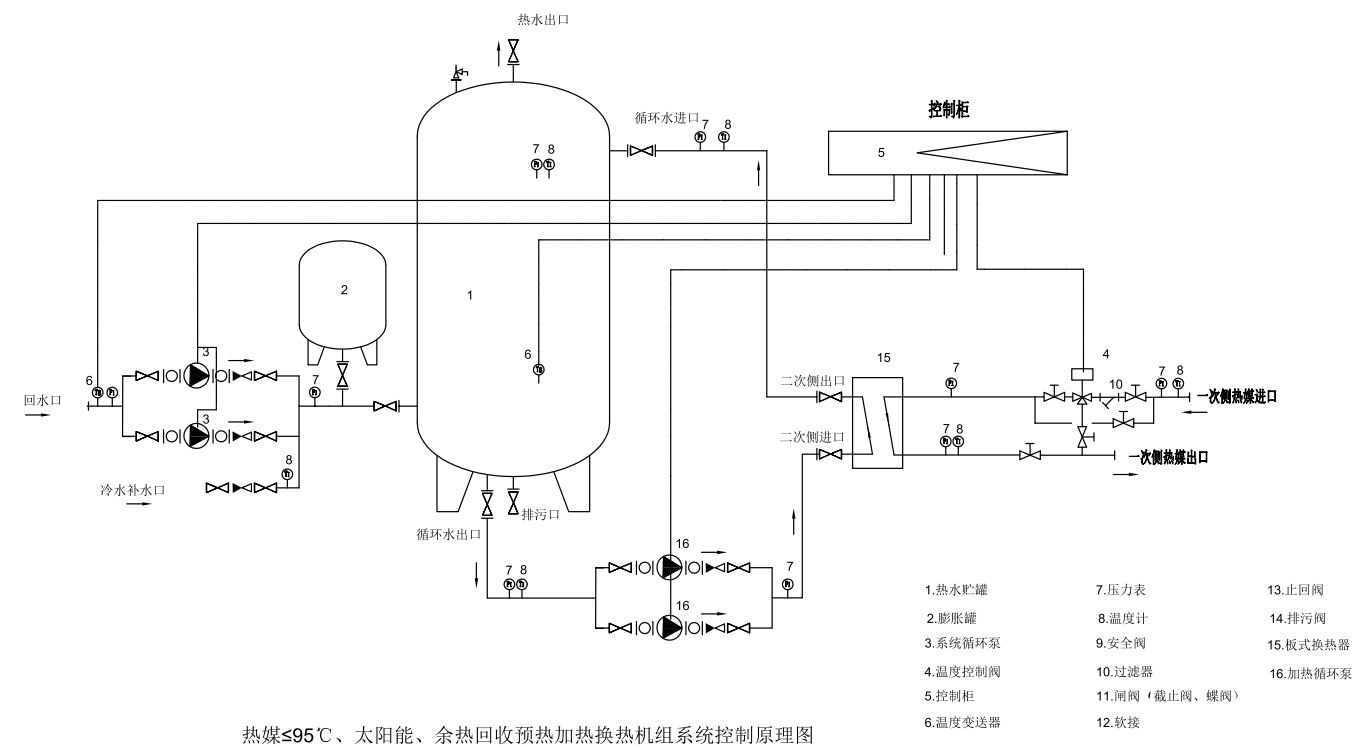 热水出口
7 8
循环水进口
控制柜
7 8
5
2
1
3
6
6 7
回水口
3
8
冷水补水口
二次侧出口
15
7
4
10
7 8
一次侧热媒进口
二次侧进口
7 8
一次侧热媒出口
循环水出口
排污口
7 8
16
16
7
1.热水贮罐
2.膨胀罐
3.系统循环泵
4.温度控制阀
5.控制柜
6.温度变送器
7.压力表
8.温度计
9.安全阀
10.过滤器
11.闸阀（截止阀、蝶阀）
12.软接
13.止回阀
14.排污阀
15.板式换热器
16.加热循环泵
热媒≤95℃、太阳能、余热回收预热加热换热机组系统控制原理图